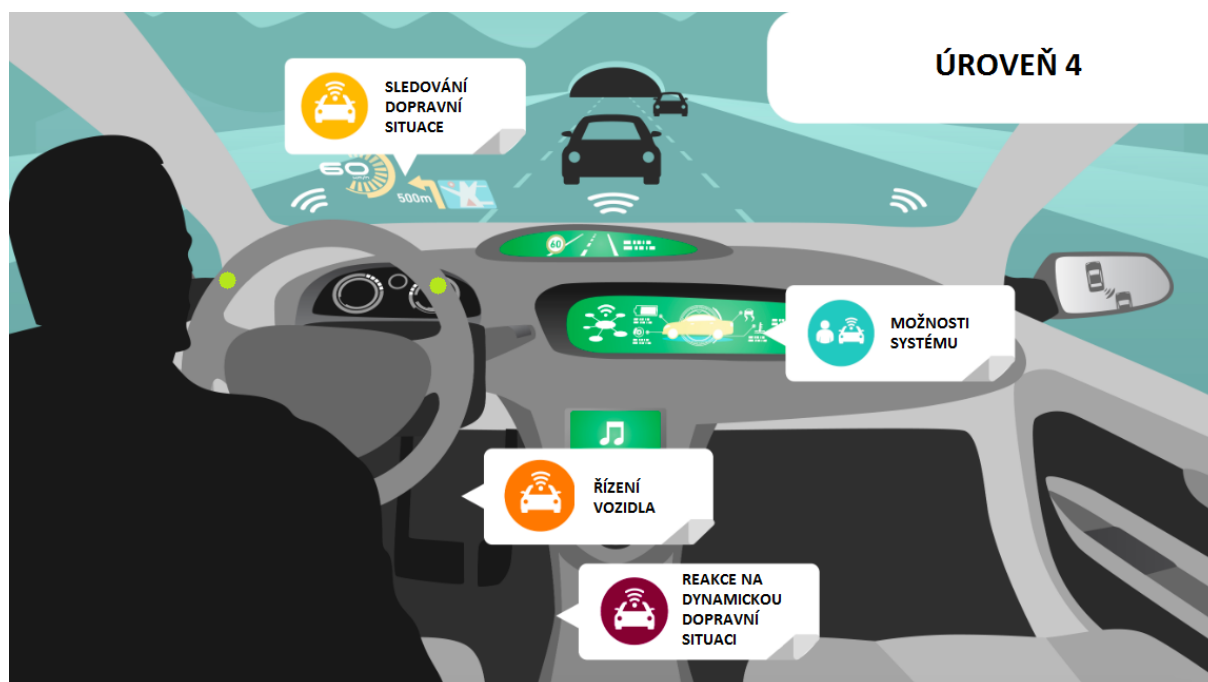 ÚROVEŇ 4
SLEDOVÁNÍ
DOPRAVNÍ
SITUACE
60
500m
60
MOŽNOSTI
SYSTÉMU
ŘÍZENÍ
VOZIDLA
REAKCE NA
DYNAMICKOU
DOPRAVNÍ
SITUACI